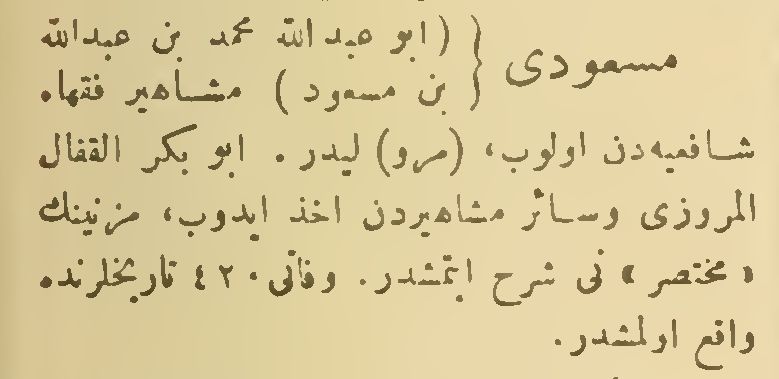 مسعودی { (ابو عبدالله محمد بن عبدالله
بن مسعود) } مشاهیر فقهاء
شافعیه‌دن اولوب، (مرو) لیدر. ابو بکر القفال
المروزی وسائر مشاهیردن اخذ ایدوب، مزنینك
«مختصر» نی شرح ایتمشدر. وفاتی ٤٢٠ تاریخلرنده
واقع اولمشدر.